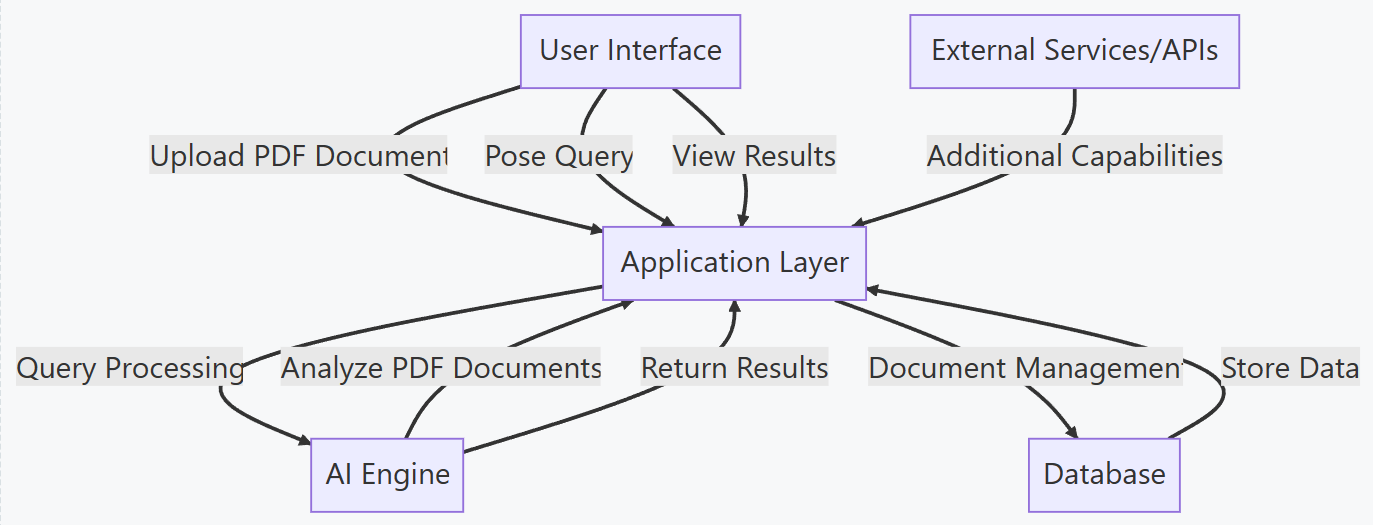 User Interface
External Services/APIs
Upload PDF Document
Pose Query
View Results
Additional Capabilities
Application Layer
Query Processing
Analyze PDF Documents
Return Results
Document Management
Store Data
AI Engine
Database